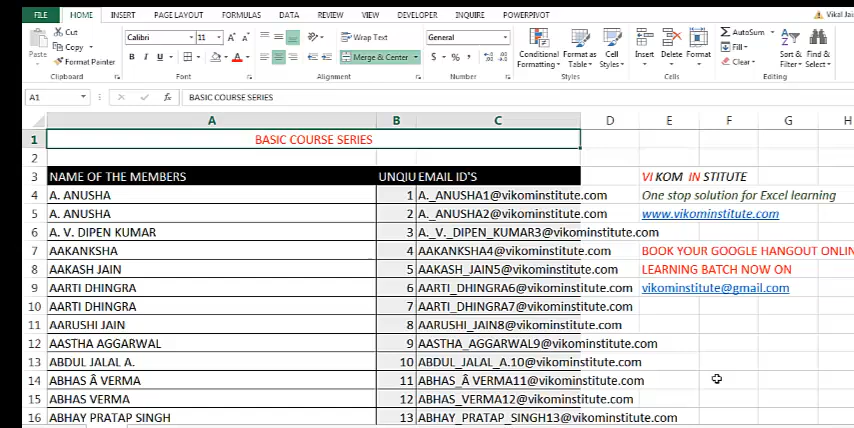 FILE HOME INSERT PAGE LAYOUT FORMULAS DATA REVIEW VIEW DEVELOPER INQUIRE POWERPIVOT Vikal Jai
Cut Calibri 11 A A Wrap Text General AutoSum
Copy Fill
Paste Format Painter B I U Merge & Center $ % Conditional Formatting Format as Table Cell Styles Insert Delete Format Clear Sort & Filter Find & Select
Clipboard Font Alignment Number Styles Cells Editing
A1 fx BASIC COURSE SERIES
A B C D E F G H
1 BASIC COURSE SERIES
2
3 NAME OF THE MEMBERS UNQIU EMAIL ID'S VI KOM IN STITUTE
4 A. ANUSHA 1 A._ANUSHA1@vikominstitute.com One stop solution for Excel learning
5 A. ANUSHA 2 A._ANUSHA2@vikominstitute.com www.vikominstitute.com
6 A. V. DIPEN KUMAR 3 A._V._DIPEN_KUMAR3@vikominstitute.com
7 AAKANKSHA 4 AAKANKSHA4@vikominstitute.com BOOK YOUR GOOGLE HANGOUT ONLIN
8 AAKASH JAIN 5 AAKASH_JAIN5@vikominstitute.com LEARNING BATCH NOW ON
9 AARTI DHINGRA 6 AARTI_DHINGRA6@vikominstitute.com vikominstitute@gmail.com
10 AARTI DHINGRA 7 AARTI_DHINGRA7@vikominstitute.com
11 AARUSHI JAIN 8 AARUSHI_JAIN8@vikominstitute.com
12 AASTHA AGGARWAL 9 AASTHA_AGGARWAL9@vikominstitute.com
13 ABDUL JALAL A. 10 ABDUL_JALAL_A.10@vikominstitute.com
14 ABHAS Â VERMA 11 ABHAS_Â VERMA11@vikominstitute.com
15 ABHAS VERMA 12 ABHAS_VERMA12@vikominstitute.com
16 ABHAY PRATAP SINGH 13 ABHAY_PRATAP_SINGH13@vikominstitute.com